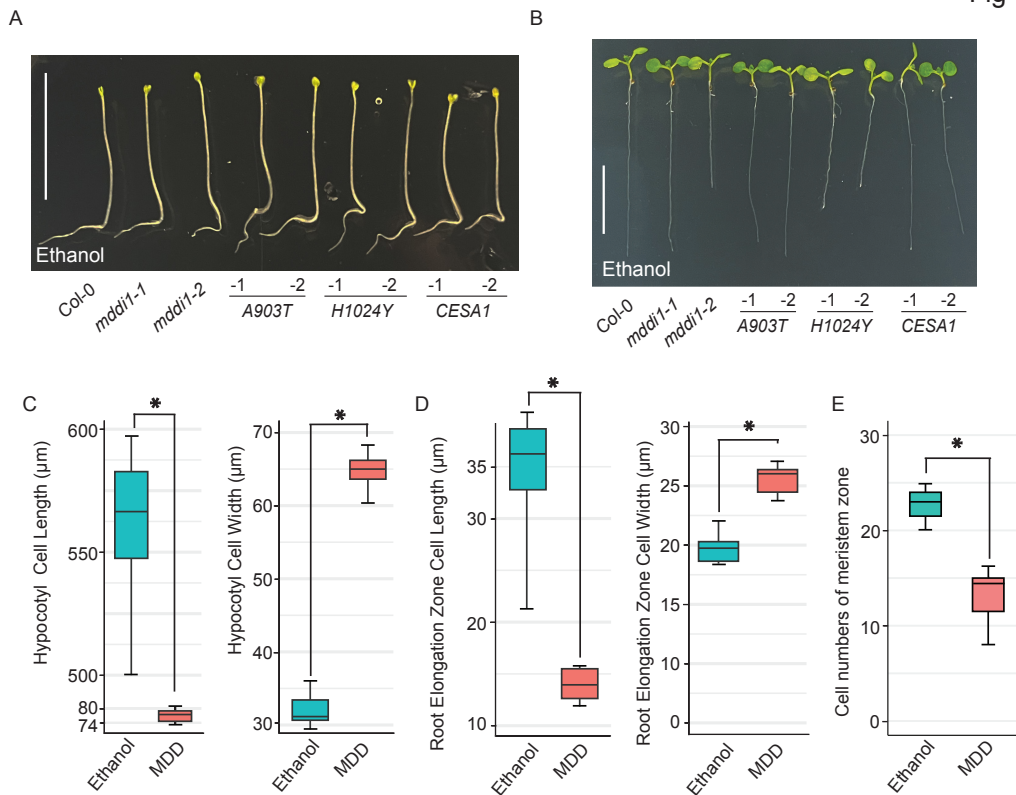 Fig
A
B
Ethanol
Ethanol
Col-0
mddi1-1
mddi1-2
-1
-2
-1
-2
-1
-2
A903T
H1024Y
CESA1
Col-0
mddi1-1
mddi1-2
-1
-2
-1
-2
-1
-2
A903T
H1024Y
CESA1
C
Hypocotyl Cell Length (µm)
600
550
500
80
74
*
Ethanol
MDD
Hypocotyl Cell Width (µm)
70
60
50
40
30
*
Ethanol
MDD
D
Root Elongation Zone Cell Length (µm)
35
30
20
10
*
Ethanol
MDD
Root Elongation Zone Cell Width (µm)
30
25
20
15
10
0
*
Ethanol
MDD
E
Cell numbers of meristem zone
30
20
10
0
*
Ethanol
MDD